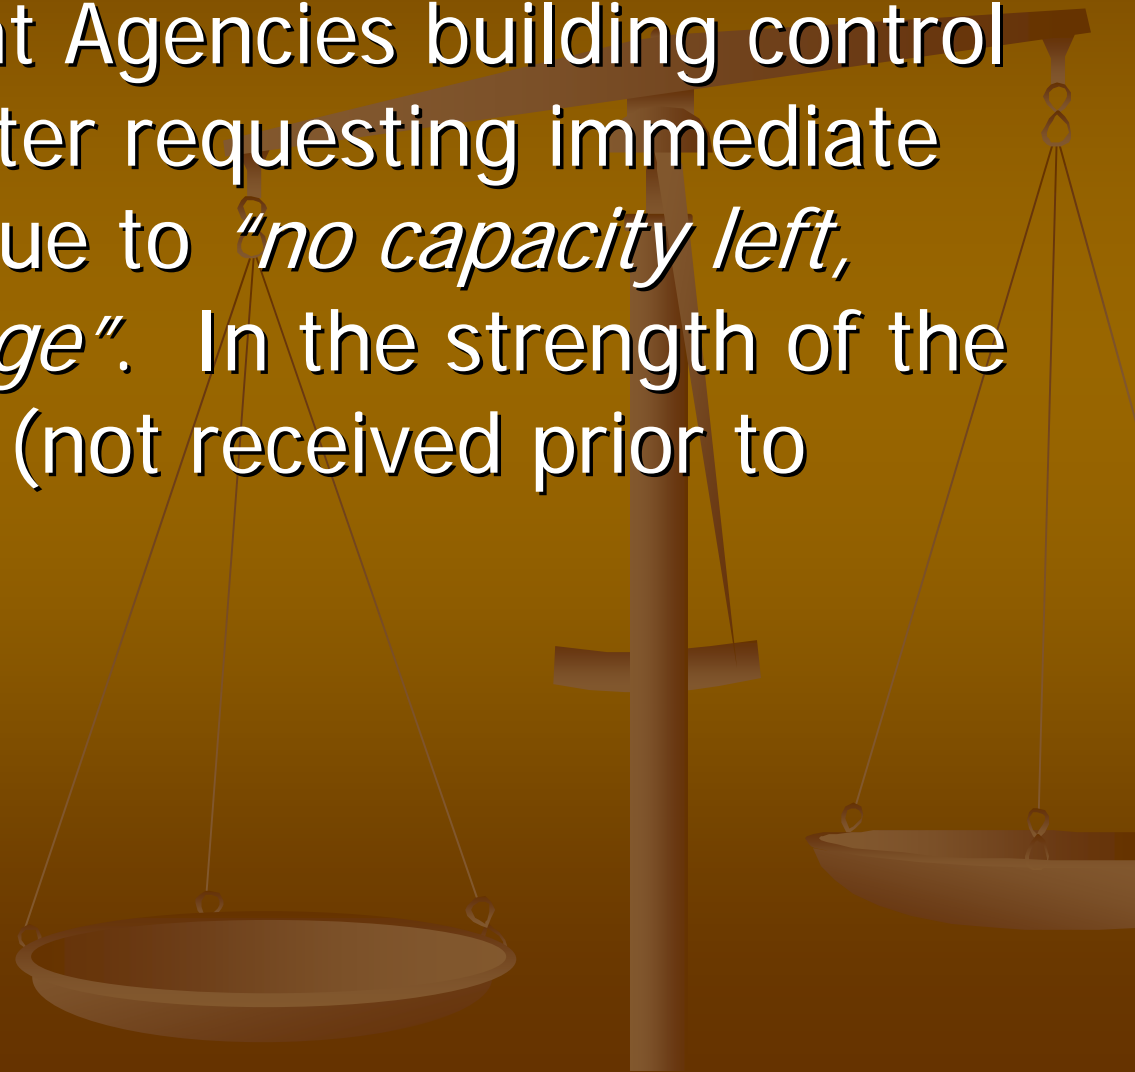 nt Agencies building control
ter requesting immediate
ue to “no capacity left,
ge”. In the strength of the
(not received prior to